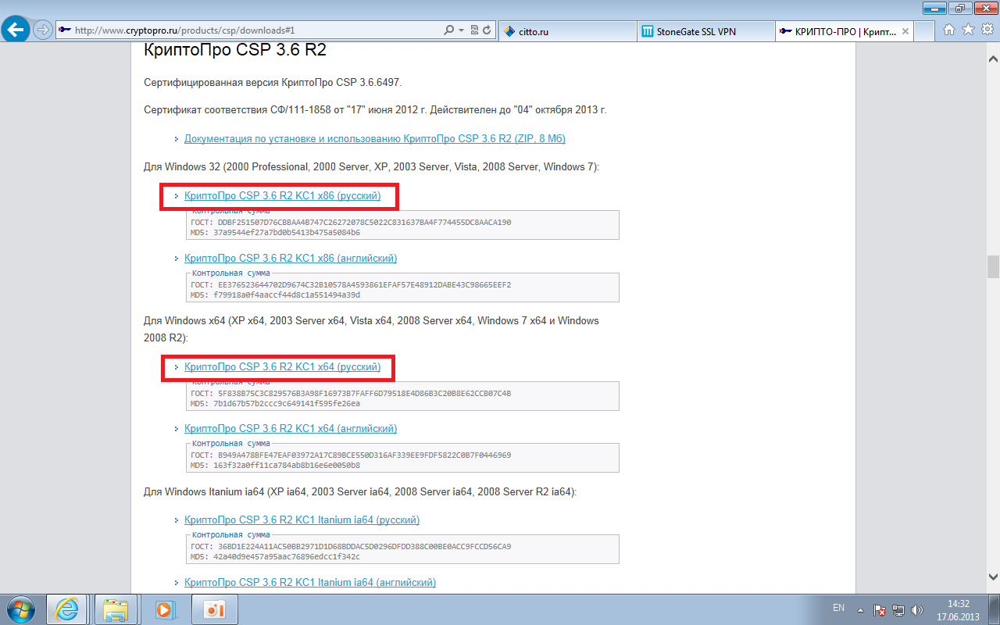 http://www.cryptopro.ru/products/csp/downloads#1
citto.ru
StoneGate SSL VPN
КРИПТО-ПРО | Крипт...
КриптоПро CSP 3.6 R2
Сертифицированная версия КриптоПро CSP 3.6.6497.
Сертификат соответствия СФ/111-1858 от "17" июня 2012 г. Действителен до "04" октября 2013 г.
Документация по установке и использованию КриптоПро CSP 3.6 R2 (ZIP, 8 Мб)
Для Windows 32 (2000 Professional, 2000 Server, XP, 2003 Server, Vista, 2008 Server, Windows 7):
КриптоПро CSP 3.6 R2 KC1 x86 (русский)
Контрольная сумма
ГОСТ: DDBF251507D76CBBAA4B747C26272078C5022C831637BA4F774455DC8AACA190
MD5: 37a9544ef27a7bd0b5413b475a5084b6
КриптоПро CSP 3.6 R2 KC1 x86 (английский)
Контрольная сумма
ГОСТ: EE376523644702D9674C32B10578A4593861EFAF57E48912DABE43C98665EEF2
MD5: f79918a0f4aaccf44d8c1a551494a39d
Для Windows x64 (XP x64, 2003 Server x64, Vista x64, 2008 Server x64, Windows 7 x64 и Windows
2008 R2):
КриптоПро CSP 3.6 R2 KC1 x64 (русский)
Контрольная сумма
ГОСТ: 5F838B75C3C829576B3A98F16973B7FAFF6D79518E4D86B3C20B8E62CCB07C4B
MD5: 7b1d67b57b2ccc9c649141f595fe26ea
КриптоПро CSP 3.6 R2 KC1 x64 (английский)
Контрольная сумма
ГОСТ: B949A478BFE47EAF03972A17C89BCE550D316AF339EE9FDF5822C0B7F0446969
MD5: 163f32a0ff11ca784ab8b16e6e0050b8
Для Windows Itanium ia64 (XP ia64, 2003 Server ia64, 2008 Server ia64, 2008 Server R2 ia64):
КриптоПро CSP 3.6 R2 KC1 Itanium ia64 (русский)
Контрольная сумма
ГОСТ: 36BD1E224A11AC50BB2971D1D68BDDAC5D0296DFDD388C00BE0ACC9FCCD56CA9
MD5: 42a40d9e457a95aac76896edcc1f342c
КриптоПро CSP 3.6 R2 KC1 Itanium ia64 (английский)
EN
14:32
17.06.2013